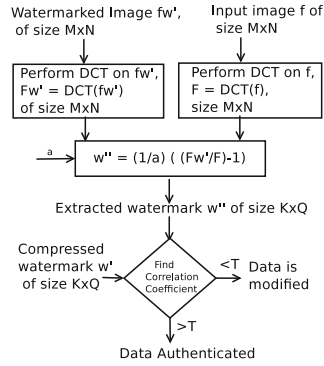 Watermarked Image fw',
of size MxN
Input image f of
size MxN
Perform DCT on fw',
Fw' = DCT(fw')
of size MxN
Perform DCT on f,
F = DCT(f),
size MxN
a
w'' = (1/a) ( (Fw'/F)-1)
Extracted watermark w'' of size KxQ
Compressed
watermark w'
of size KxQ
Find
Correlation
Coefficient
<T
Data is
modified
>T
Data Authenticated